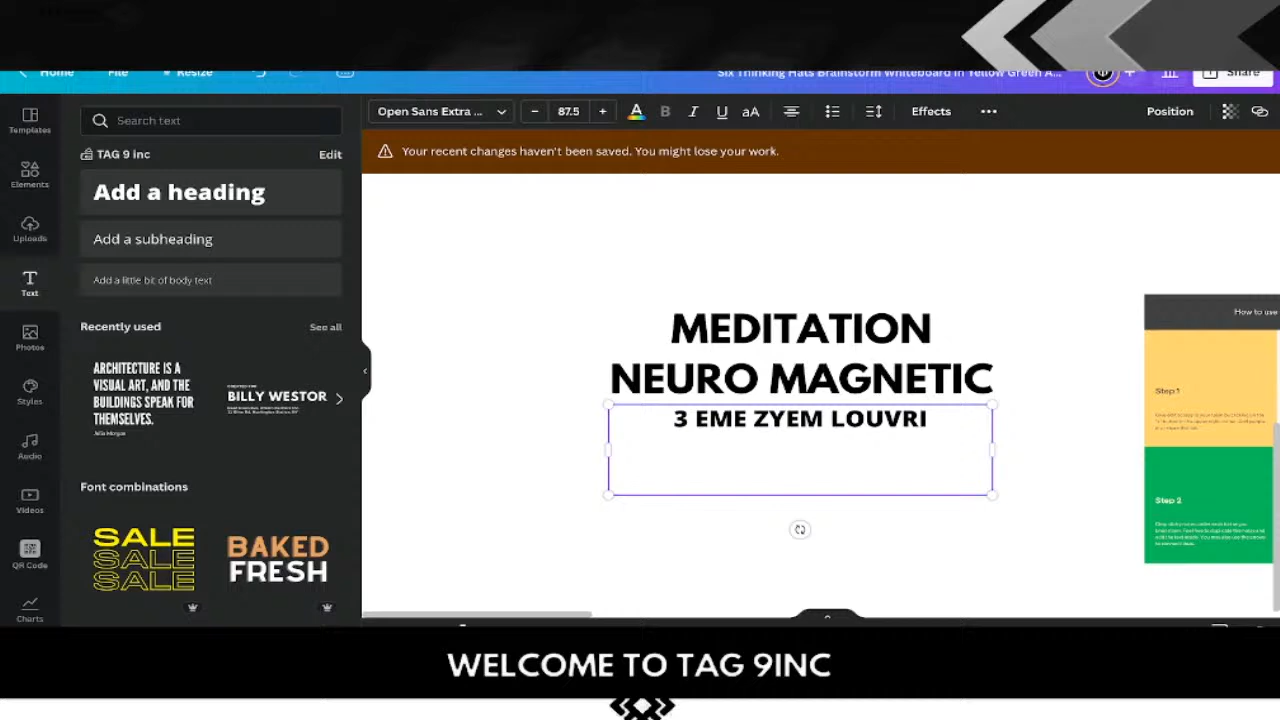 Home File Resize Six Thinking Hats Brainstorm Whiteboard in Yellow Green A... Share
Open Sans Extra ... 87.5 A B I U aA Effects ••• Position
Templates
Elements
Uploads
Text
Photos
Styles
Audio
Videos
QR Code
Charts
Search text
TAG 9 inc Edit
Add a heading
Add a subheading
Add a little bit of body text
Recently used See all
ARCHITECTURE IS A
VISUAL ART, AND THE
BUILDINGS SPEAK FOR
THEMSELVES.
Julia Morgan
BILLY WESTOR
Font combinations
SALE
SALE
SALE
BAKED
FRESH
Your recent changes haven't been saved. You might lose your work.
MEDITATION
NEURO MAGNETIC
3 EME ZYEM LOUVRI
How to use
Step 1
Step 2
WELCOME TO TAG 9INC